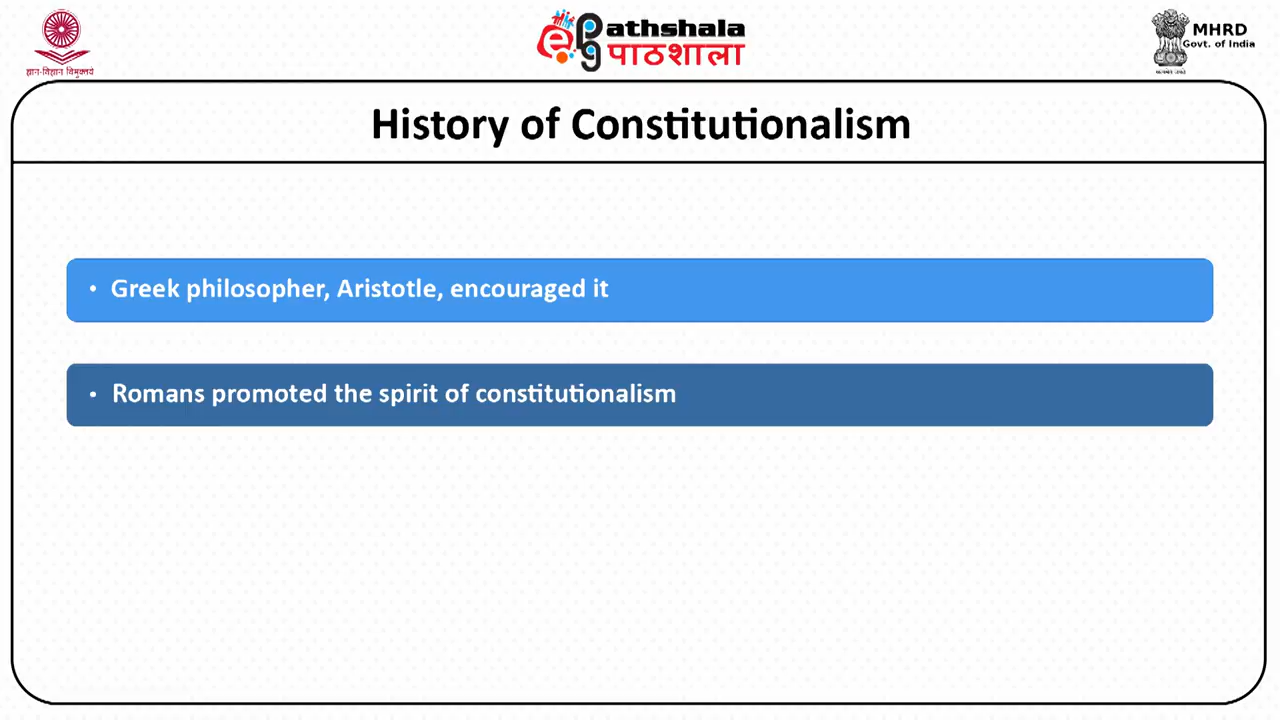 ज्ञान-विज्ञान विमुक्तये
ePathshala
पाठशाला
MHRD
Govt. of India
History of Constitutionalism
• Greek philosopher, Aristotle, encouraged it
• Romans promoted the spirit of constitutionalism